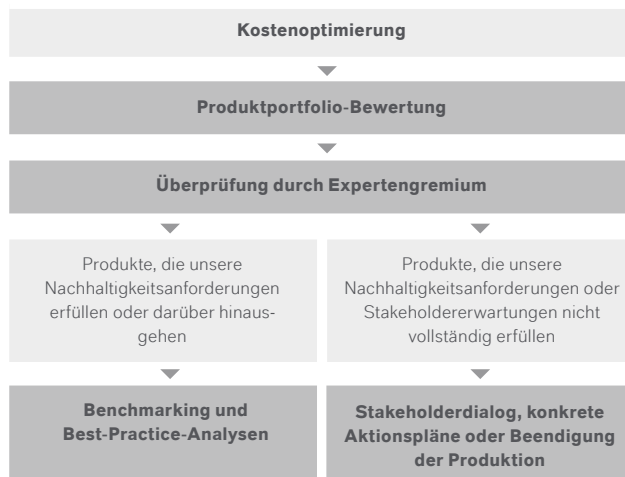 Kostenoptimierung
Produktportfolio-Bewertung
Überprüfung durch Expertengremium
Produkte, die unsere
Nachhaltigkeitsanforderungen
erfüllen oder darüber hinaus-
gehen
Produkte, die unsere
Nachhaltigkeitsanforderungen oder
Stakeholdererwartungen nicht
vollständig erfüllen
Benchmarking und
Best-Practice-Analysen
Stakeholderdialog, konkrete
Aktionspläne oder Beendigung
der Produktion